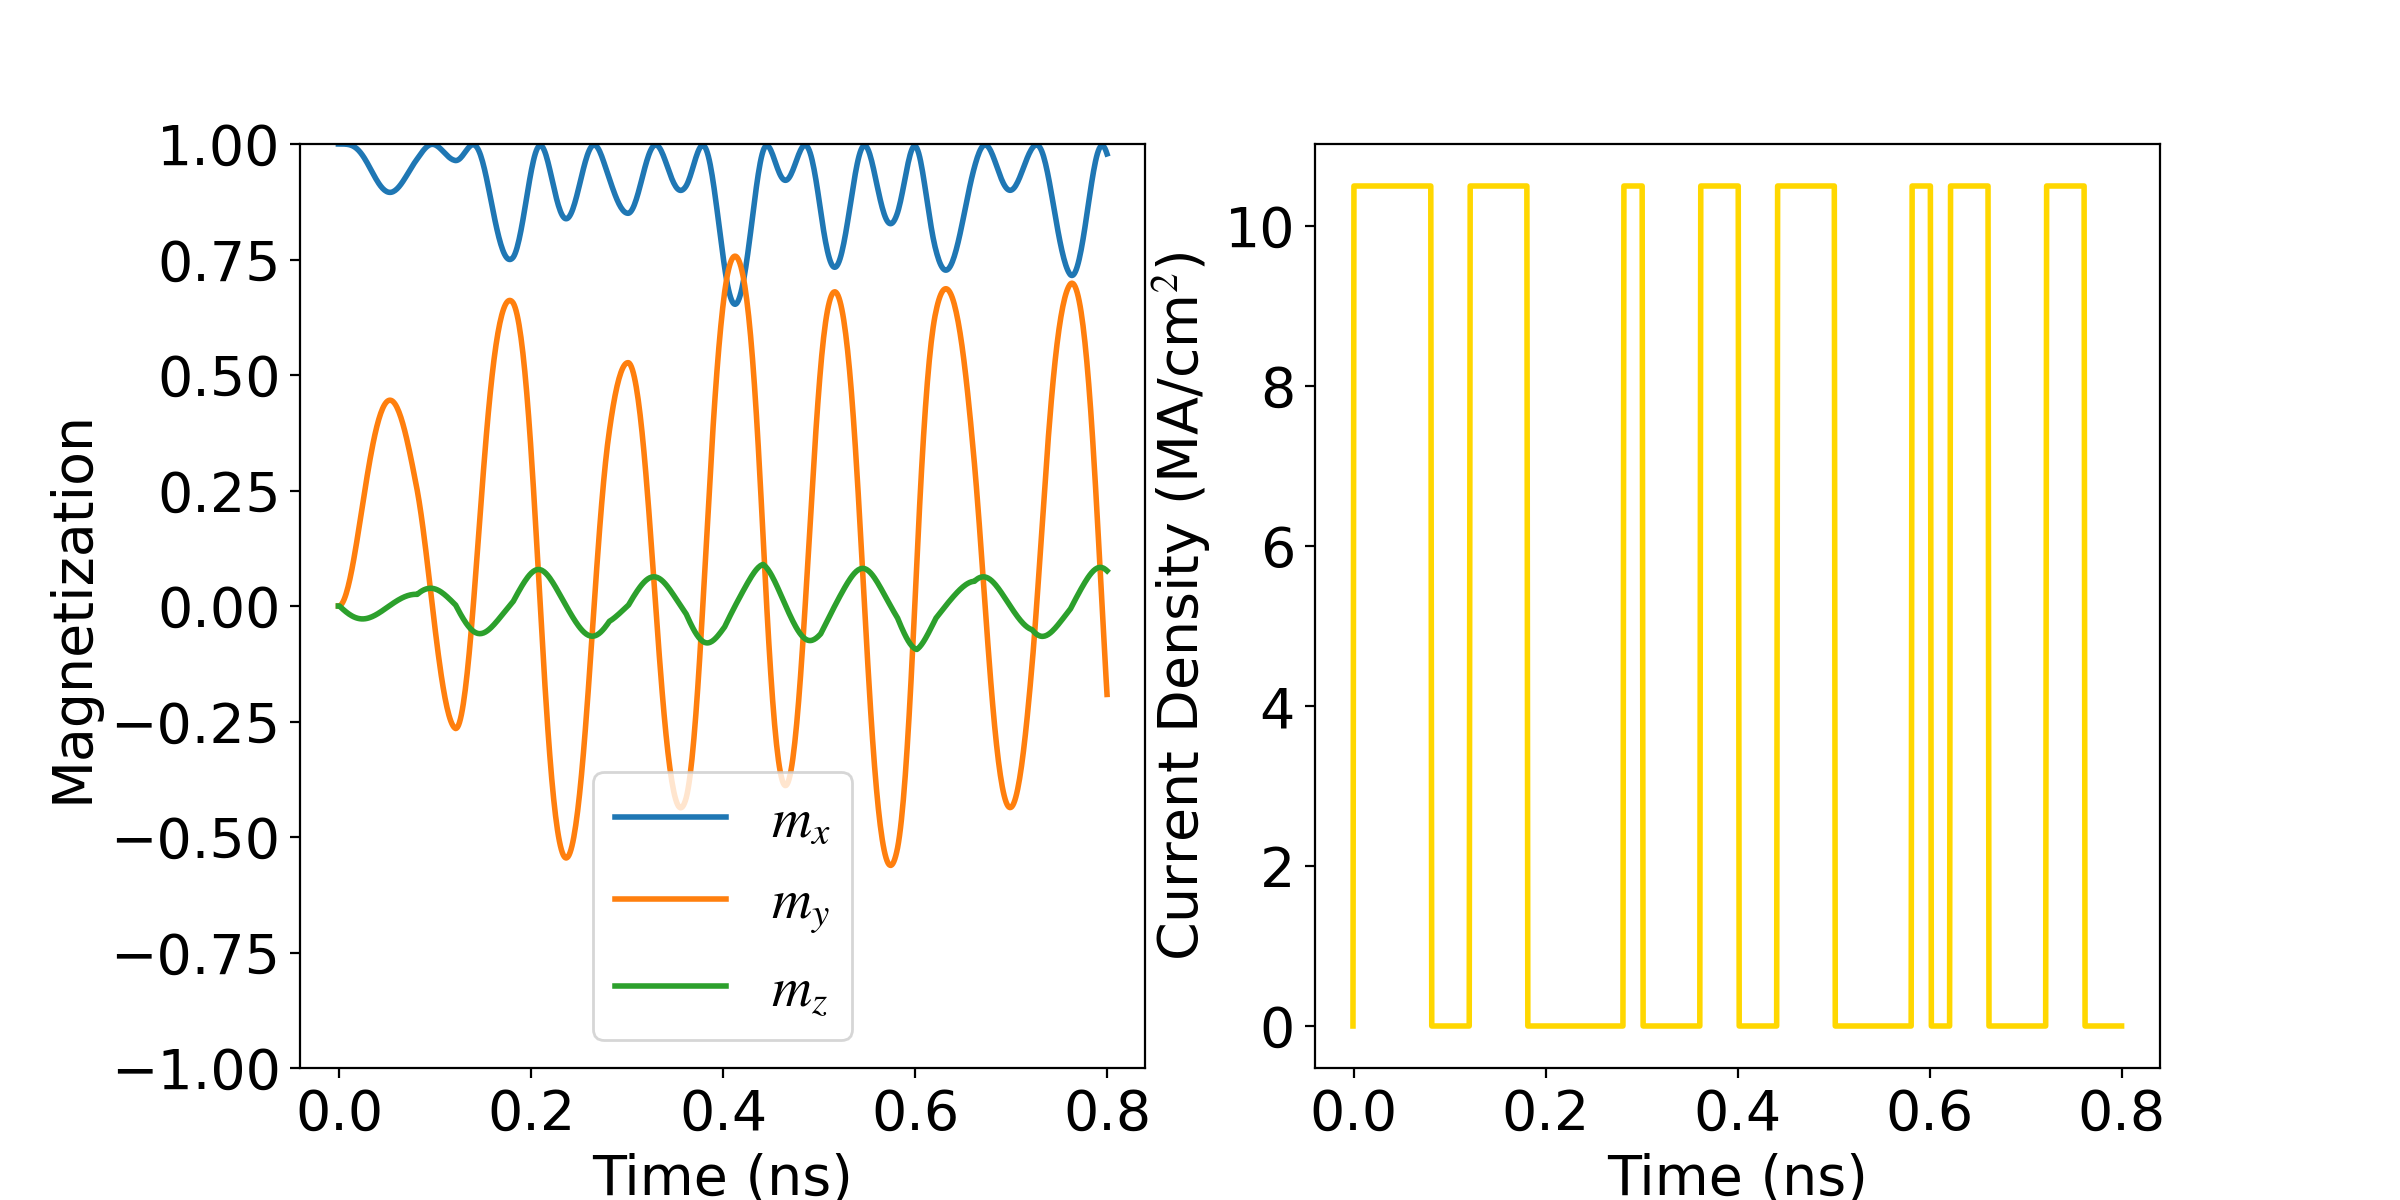 Magnetization
1.00
0.75
0.50
0.25
0.00
−0.25
−0.50
−0.75
−1.00
0.0 0.2 0.4 0.6 0.8
Time (ns)
m_x
m_y
m_z
Current Density (MA/cm²)
10
8
6
4
2
0
0.0 0.2 0.4 0.6 0.8
Time (ns)